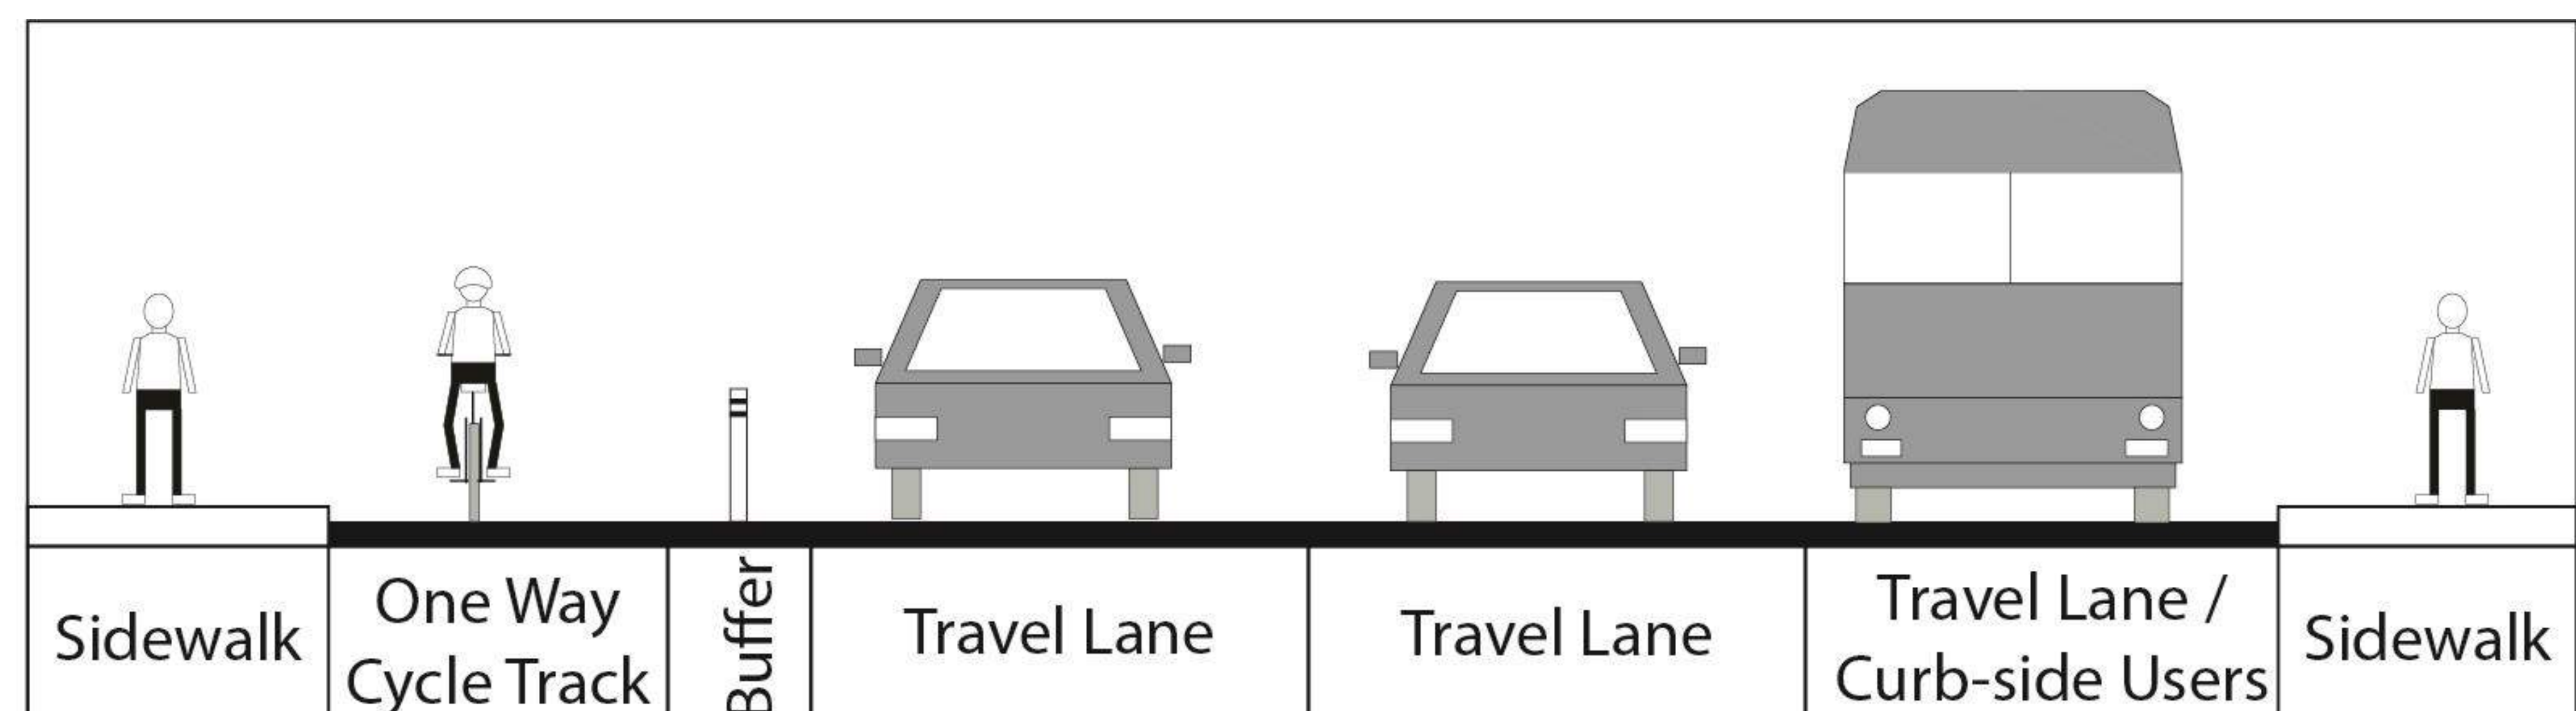 Sidewalk
One Way
Cycle Track
Buffer
Travel Lane
Travel Lane
Travel Lane /
Curb-side Users
Sidewalk